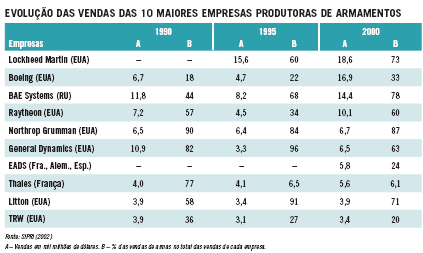 EVOLUÇÃO DAS VENDAS DAS 10 MAIORES EMPRESAS PRODUTORAS DE ARMAMENTOS
1990 1995 2000
Empresas A B A B A B
Lockheed Martin (EUA) – – 15,6 60 18,6 73
Boeing (EUA) 6,7 18 4,7 22 16,9 33
BAE Systems (RU) 11,8 44 8,2 68 14,4 78
Raytheon (EUA) 7,2 57 4,5 34 10,1 60
Northrop Grumman (EUA) 6,5 90 6,4 84 6,7 87
General Dynamics (EUA) 10,9 82 3,3 96 6,5 63
EADS (Fra., Alem., Esp.) – – – – 5,8 24
Thales (França) 4,0 77 4,1 6,5 5,6 6,1
Litton (EUA) 3,9 58 3,4 91 3,9 71
TRW (EUA) 3,9 36 3,1 27 3,4 20
Fonte: SIPRI (2002)
A – Vendas em mil milhões de dólares. B – % das vendas de armas no total das vendas de cada empresa.